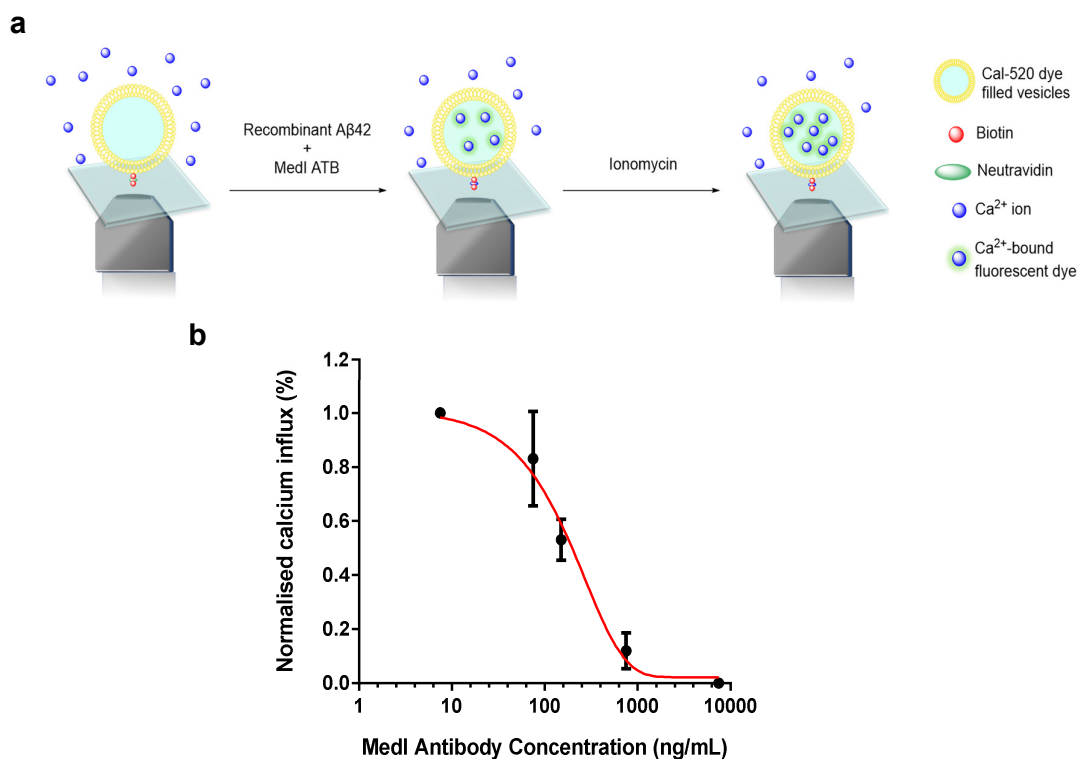 a
Recombinant Aβ42
+
MedI ATB
Ionomycin
Cal-520 dye
filled vesicles
Biotin
Neutravidin
Ca²⁺ ion
Ca²⁺-bound
fluorescent dye
b
Normalised calcium influx (%)
1.2
1.0
0.8
0.6
0.4
0.2
0.0
1
10
100
1000
10000
MedI Antibody Concentration (ng/mL)